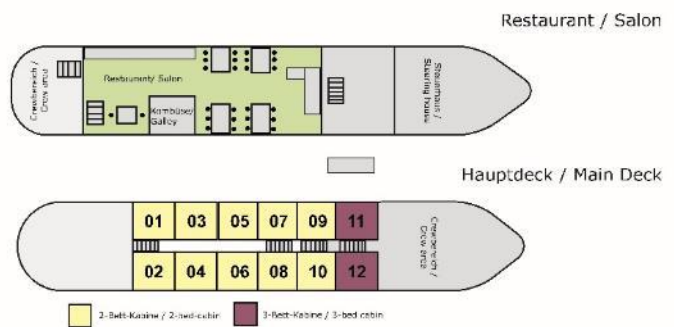 Restaurant / Salon
Crewbereich /
Crew area
Restaurant/ Salon
Kombüse/
Galley
Steuerhaus /
Steering house
Hauptdeck / Main Deck
01 03 05 07 09 11
02 04 06 08 10 12
Crewbereich /
Crew area
2-Bett-Kabine / 2-bed-cabin
3-Bett-Kabine / 3-bed cabin